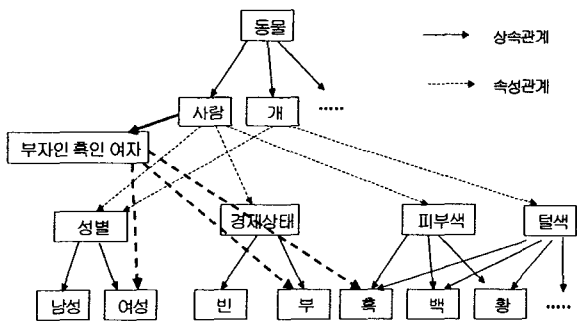 동물
상속관계
속성관계
사람
개
.....
부자인 흑인 여자
성별
경재상태
피부색
털색
남성
여성
빈
부
흑
백
황
.....